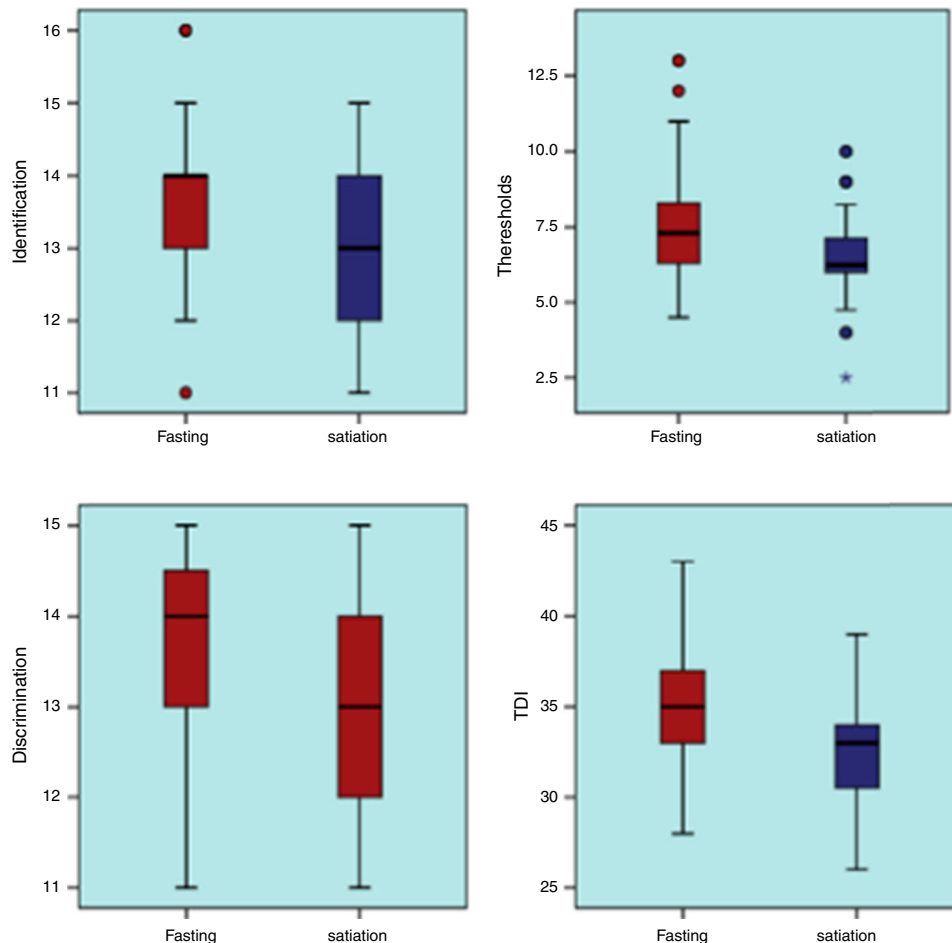 Identification
16
15
14
13
12
11
Fasting satiation
Theresholds
12.5
10.0
7.5
5.0
2.5
Fasting satiation
Discrimination
15
14
13
12
11
Fasting satiation
TDI
45
40
35
30
25
Fasting satiation